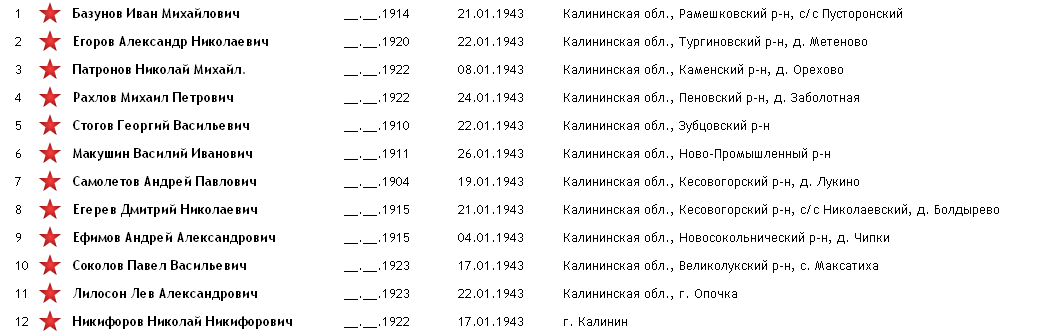 1 Базунов Иван Михайлович __.__.1914 21.01.1943 Калининская обл., Рамешковский р-н, с/с Пусторонский
2 Егоров Александр Николаевич __.__.1920 22.01.1943 Калининская обл., Тургиновский р-н, д. Метеново
3 Патронов Николай Михайл. __.__.1922 08.01.1943 Калининская обл., Каменский р-н, д. Орехово
4 Рахлов Михаил Петрович __.__.1922 24.01.1943 Калининская обл., Пеновский р-н, д. Заболотная
5 Стогов Георгий Васильевич __.__.1910 22.01.1943 Калининская обл., Зубцовский р-н
6 Макушин Василий Иванович __.__.1911 26.01.1943 Калининская обл., Ново-Промышленный р-н
7 Самолетов Андрей Павлович __.__.1904 19.01.1943 Калининская обл., Кесовогорский р-н, д. Лукино
8 Егерев Дмитрий Николаевич __.__.1915 21.01.1943 Калининская обл., Кесовогорский р-н, с/с Николаевский, д. Болдырево
9 Ефимов Андрей Александрович __.__.1915 04.01.1943 Калининская обл., Новосокольнический р-н, д. Чипки
10 Соколов Павел Васильевич __.__.1923 17.01.1943 Калининская обл., Великолукский р-н, с. Максатиха
11 Лилосон Лев Александрович __.__.1923 22.01.1943 Калининская обл., г. Опочка
12 Никифоров Николай Никифорович __.__.1922 17.01.1943 г. Калинин